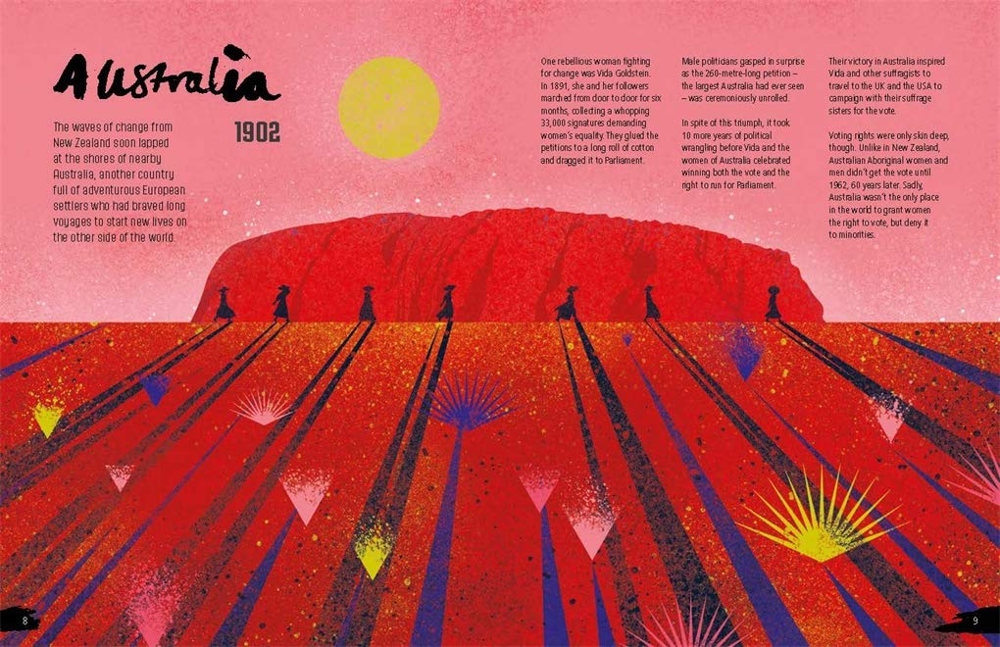 Australia
1902
The waves of change from
New Zealand soon lapped
at the shores of nearby
Australia, another country
full of adventurous European
settlers who had braved long
voyages to start new lives on
the other side of the world.
One rebellious woman fighting
for change was Vida Goldstein.
In 1891, she and her followers
marched from door to door for six
months, collecting a whopping
33,000 signatures demanding
women's equality. They glued the
petitions to a long roll of cotton
and dragged it to Parliament.
Male politicians gasped in surprise
as the 260-metre-long petition –
the largest Australia had ever seen
– was ceremoniously unrolled.
In spite of this triumph, it took
10 more years of political
wrangling before Vida and the
women of Australia celebrated
winning both the vote and the
right to run for Parliament.
Their victory in Australia inspired
Vida and other suffragists to
travel to the UK and the USA to
campaign with their suffrage
sisters for the vote.
Voting rights were only skin deep,
though. Unlike in New Zealand,
Australian Aboriginal women and
men didn't get the vote until
1962, 60 years later. Sadly,
Australia wasn't the only place
in the world to grant women
the right to vote, but deny it
to minorities.
8
9